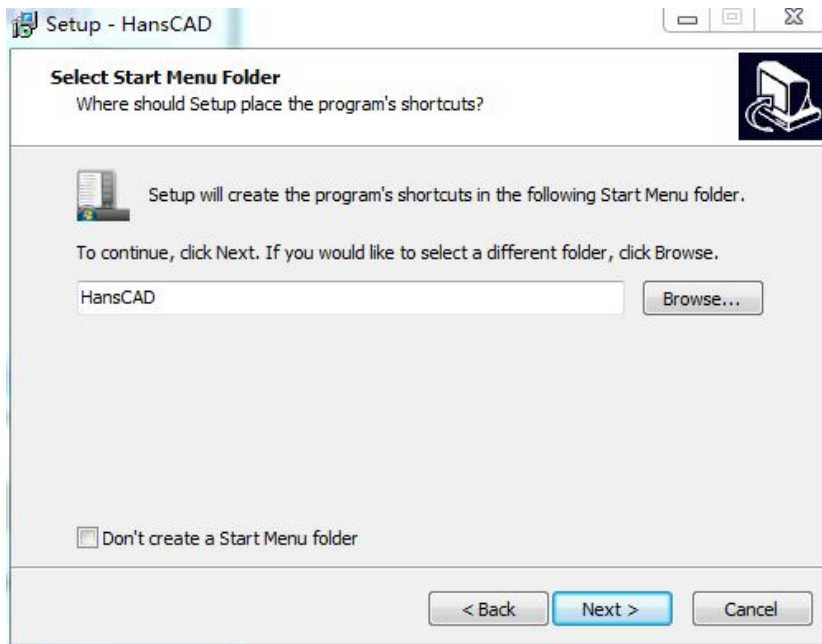 Setup - HansCAD
Select Start Menu Folder
Where should Setup place the program's shortcuts?
Setup will create the program's shortcuts in the following Start Menu folder.
To continue, click Next. If you would like to select a different folder, click Browse.
HansCAD
Browse...
Don't create a Start Menu folder
< Back
Next >
Cancel